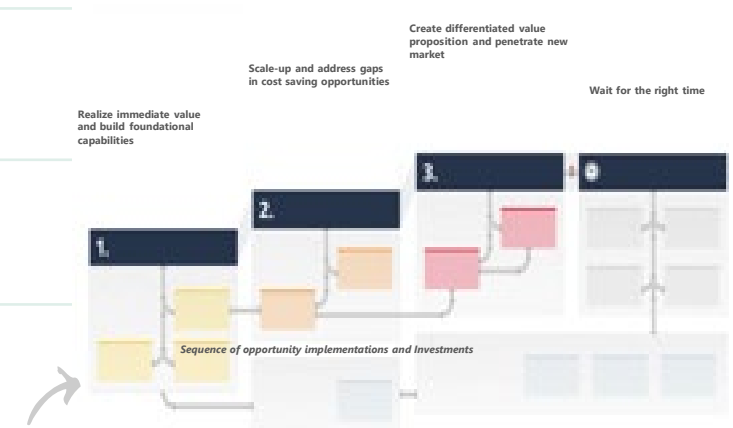 Create differentiated value
proposition and penetrate new
market
Scale-up and address gaps
in cost saving opportunities
Wait for the right time
Realize immediate value
and build foundational
capabilities
3.
2.
1.
Sequence of opportunity implementations and Investments